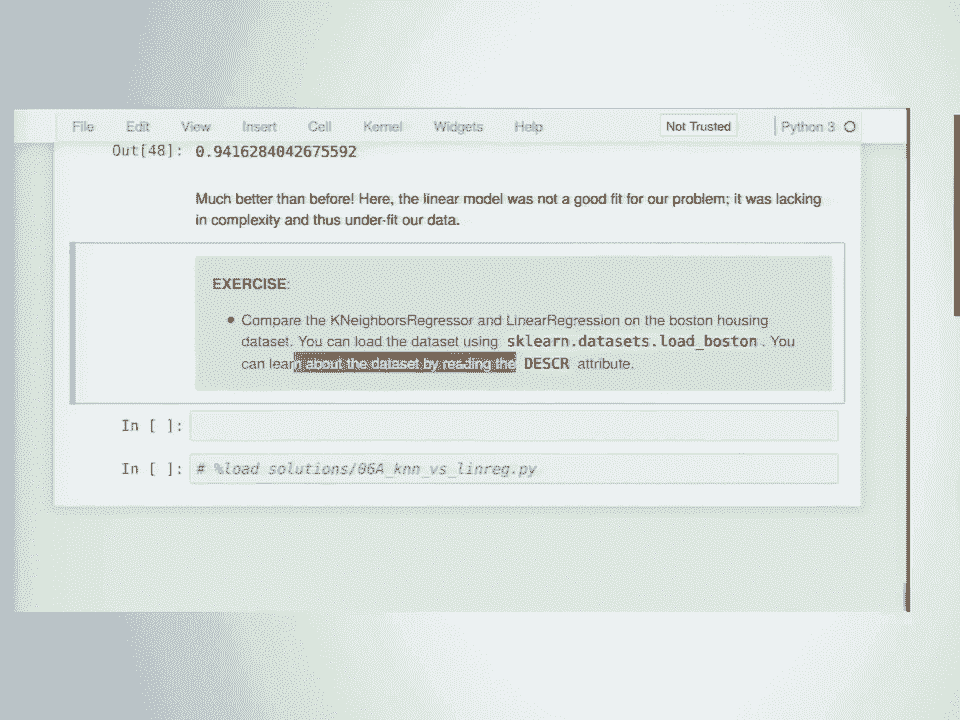 File Edit View Insert Cell Kernel Widgets Help Not Trusted Python 3
Out[48]: 0.9416284042675592
Much better than before! Here, the linear model was not a good fit for our problem; it was lacking
in complexity and thus under-fit our data.
EXERCISE:
• Compare the KNeighborsRegressor and LinearRegression on the boston housing
dataset. You can load the dataset using sklearn.datasets.load_boston . You
can learn about the dataset by reading the DESCR attribute.
In [ ]:
In [ ]: # %load solutions/06A_knn_vs_linreg.py